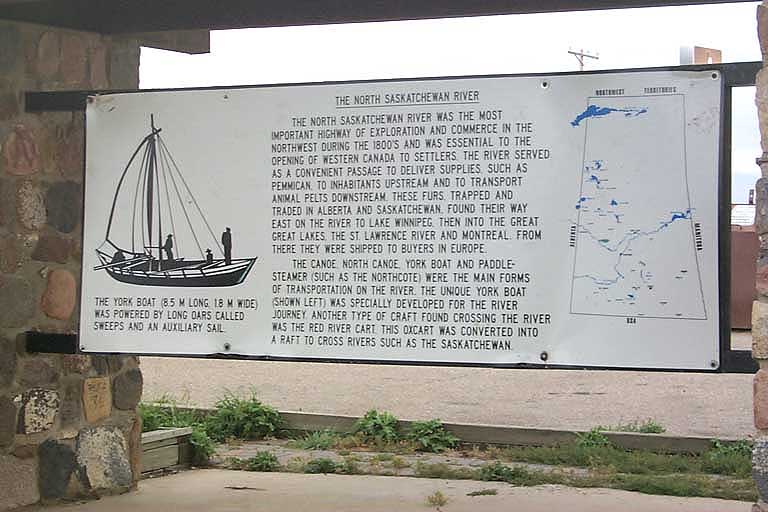 THE NORTH SASKATCHEWAN RIVER
THE NORTH SASKATCHEWAN RIVER WAS THE MOST
IMPORTANT HIGHWAY OF EXPLORATION AND COMMERCE IN THE
NORTHWEST DURING THE 1800'S AND WAS ESSENTIAL TO THE
OPENING OF WESTERN CANADA TO SETTLERS. THE RIVER SERVED
AS A CONVENIENT PASSAGE TO DELIVER SUPPLIES, SUCH AS
PEMMICAN, TO INHABITANTS UPSTREAM AND TO TRANSPORT
ANIMAL PELTS DOWNSTREAM. THESE FURS, TRAPPED AND
TRADED IN ALBERTA AND SASKATCHEWAN, FOUND THEIR WAY
EAST ON THE RIVER TO LAKE WINNIPEG, THEN INTO THE GREAT
GREAT LAKES, THE ST. LAWRENCE RIVER AND MONTREAL. FROM
THERE THEY WERE SHIPPED TO BUYERS IN EUROPE.
THE CANOE, NORTH CANOE, YORK BOAT AND PADDLE-
STEAMER (SUCH AS THE NORTHCOTE) WERE THE MAIN FORMS
OF TRANSPORTATION ON THE RIVER. THE UNIQUE YORK BOAT
(SHOWN LEFT) WAS SPECIALLY DEVELOPED FOR THE RIVER
JOURNEY. ANOTHER TYPE OF CRAFT FOUND CROSSING THE RIVER
WAS THE RED RIVER CART. THIS OXCART WAS CONVERTED INTO
A RAFT TO CROSS RIVERS SUCH AS THE SASKATCHEWAN.
THE YORK BOAT (8.5 M LONG, 1.8 M WIDE)
WAS POWERED BY LONG OARS CALLED
SWEEPS AND AN AUXILIARY SAIL.
NORTHWEST TERRITORIES
ALBERTA
MANITOBA
USA